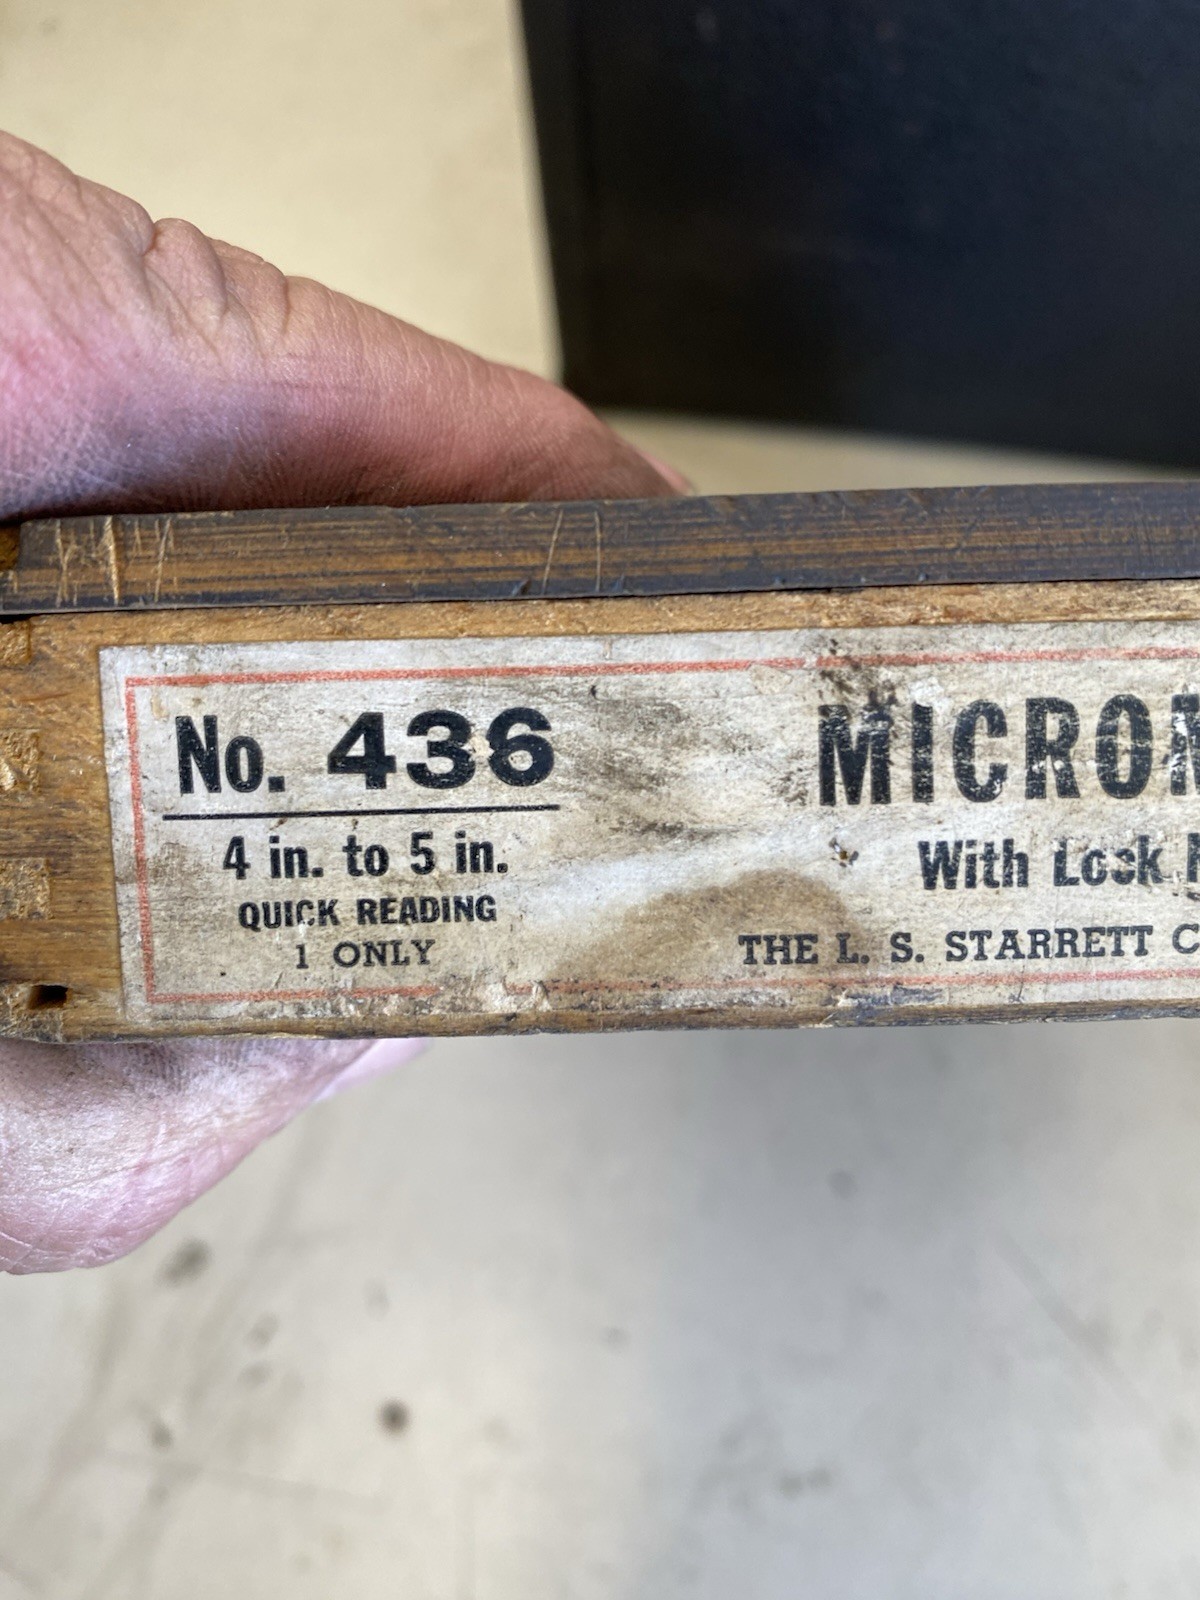 No. 436
4 in. to 5 in.
QUICK READING
1 ONLY
MICROM
With Lock
THE L. S. STARRETT C